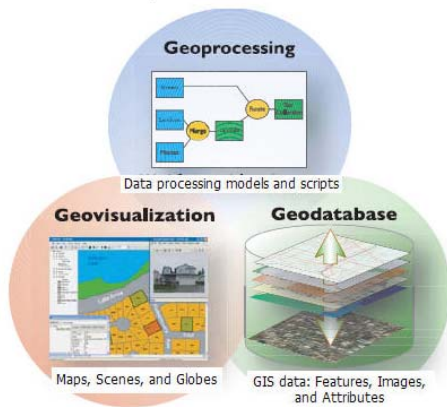 Geoprocessing
Merge
Data processing models and scripts
Geovisualization
Geodatabase
Maps, Scenes, and Globes
GIS data: Features, Images,
and Attributes